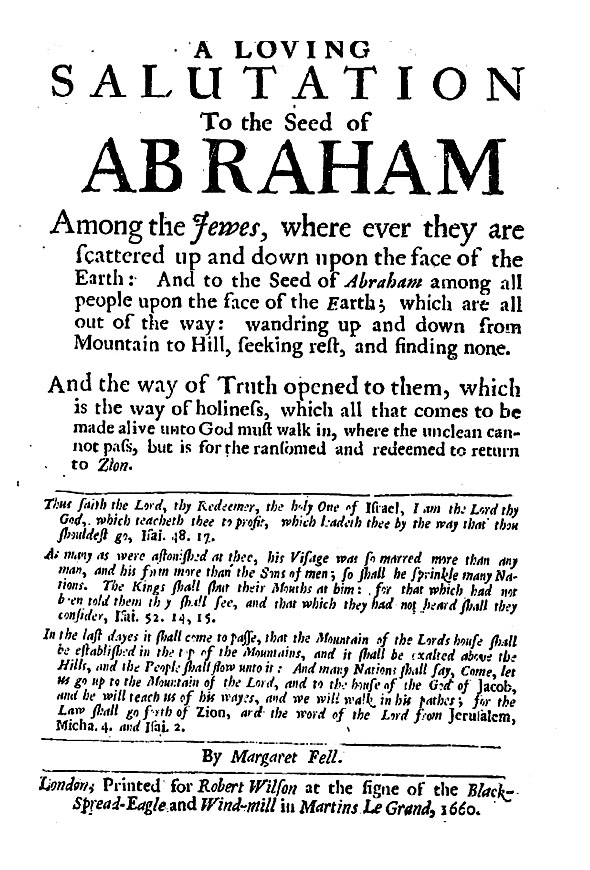 A LOVING
SALUTATION
To the Seed of
ABRAHAM
Among the Jewes, where ever they are
ſcattered up and down upon the face of the
Earth: And to the Seed of Abraham among all
people upon the face of the Earth; which are all
out of the way: wandring up and down from
Mountain to Hill, ſeeking reſt, and finding none.
And the way of Truth opened to them, which
is the way of holineſs, which all that comes to be
made alive unto God muſt walk in, where the unclean can-
not paſs, but is for the ranſomed and redeemed to return
to Zion.
Thus ſaith the Lord, thy Redeemer, the holy One of Iſrael, I am the Lord thy
God, which teacheth thee to profit, which leadeth thee by the way that thou
ſhouldeſt go, Iſai. 48. 17.
As many as were aſtoniſhed at thee, his Viſage was ſo marred more than any
man, and his form more than the Sons of men; ſo ſhall he ſprinkle many Na-
tions. The Kings ſhall ſhut their Mouths at him: for that which had not
been told them they ſhall ſee, and that which they had not heard ſhall they
conſider, Iſai. 52. 14, 15.
In the laſt dayes it ſhall come to paſſe, that the Mountain of the Lords houſe ſhall
be eſtabliſhed in the top of the Mountains, and it ſhall be exalted above the
Hills, and the People ſhall flow unto it: And many Nations ſhall ſay, Come, let
us go up to the Mountain of the Lord, and to the houſe of the God of Jacob,
and he will teach us of his wayes, and we will walk in his pathes; for the
Law ſhall go forth of Zion, and the word of the Lord from Jeruſalem,
Micha. 4. and Iſai. 2.
By Margaret Fell.
London; Printed for Robert Wilſon at the ſigne of the Black-
Spread-Eagle and Wind-mill in Martins Le Grand, 1660.